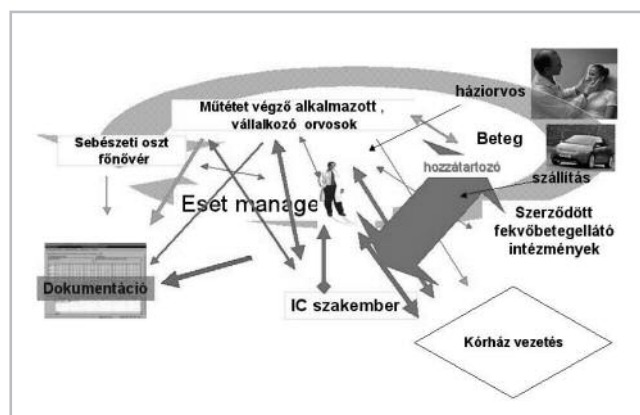 háziorvos
Műtétet végző alkalmazott,
vállalkozó orvosok
Sebészeti oszt
főnővér
Beteg
hozzátartozó
szállítás
Eset manage
Szerződött
fekvőbetegellátó
intézmények
Dokumentáció
IC szakember
Kórház vezetés